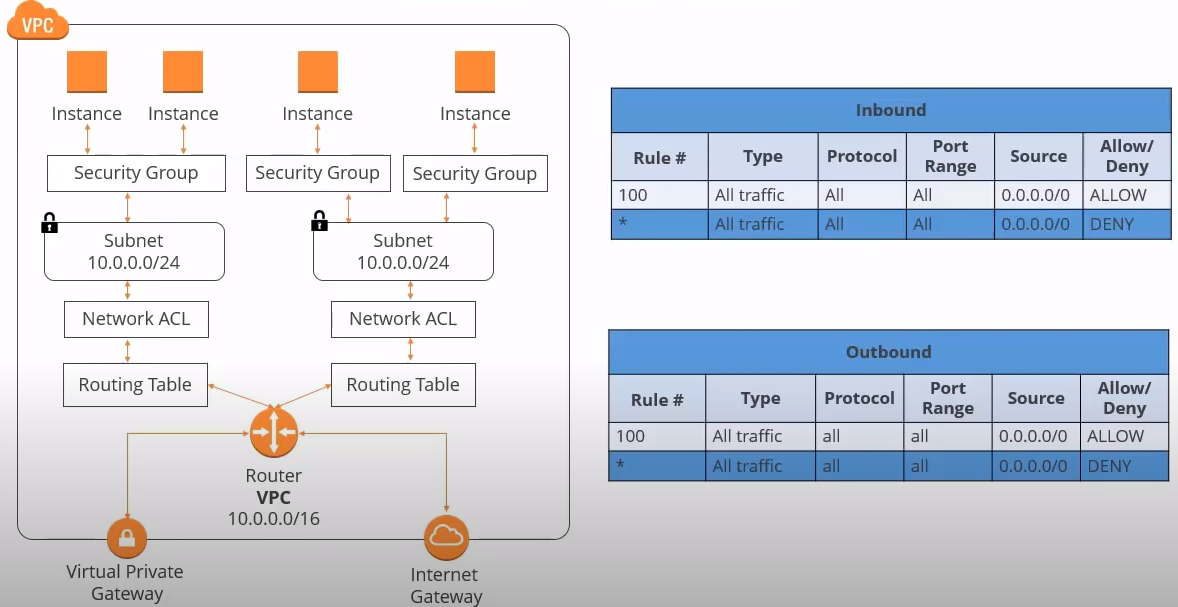 VPC
Instance Instance Instance Instance
Security Group Security Group Security Group
Subnet Subnet
10.0.0.0/24 10.0.0.0/24
Network ACL Network ACL
Routing Table Routing Table
Router
VPC
10.0.0.0/16
Virtual Private
Gateway
Internet
Gateway
Inbound
Rule # Type Protocol Port Range Source Allow/ Deny
100 All traffic All All 0.0.0.0/0 ALLOW
* All traffic All All 0.0.0.0/0 DENY
Outbound
Rule # Type Protocol Port Range Source Allow/ Deny
100 All traffic all all 0.0.0.0/0 ALLOW
* All traffic all all 0.0.0.0/0 DENY